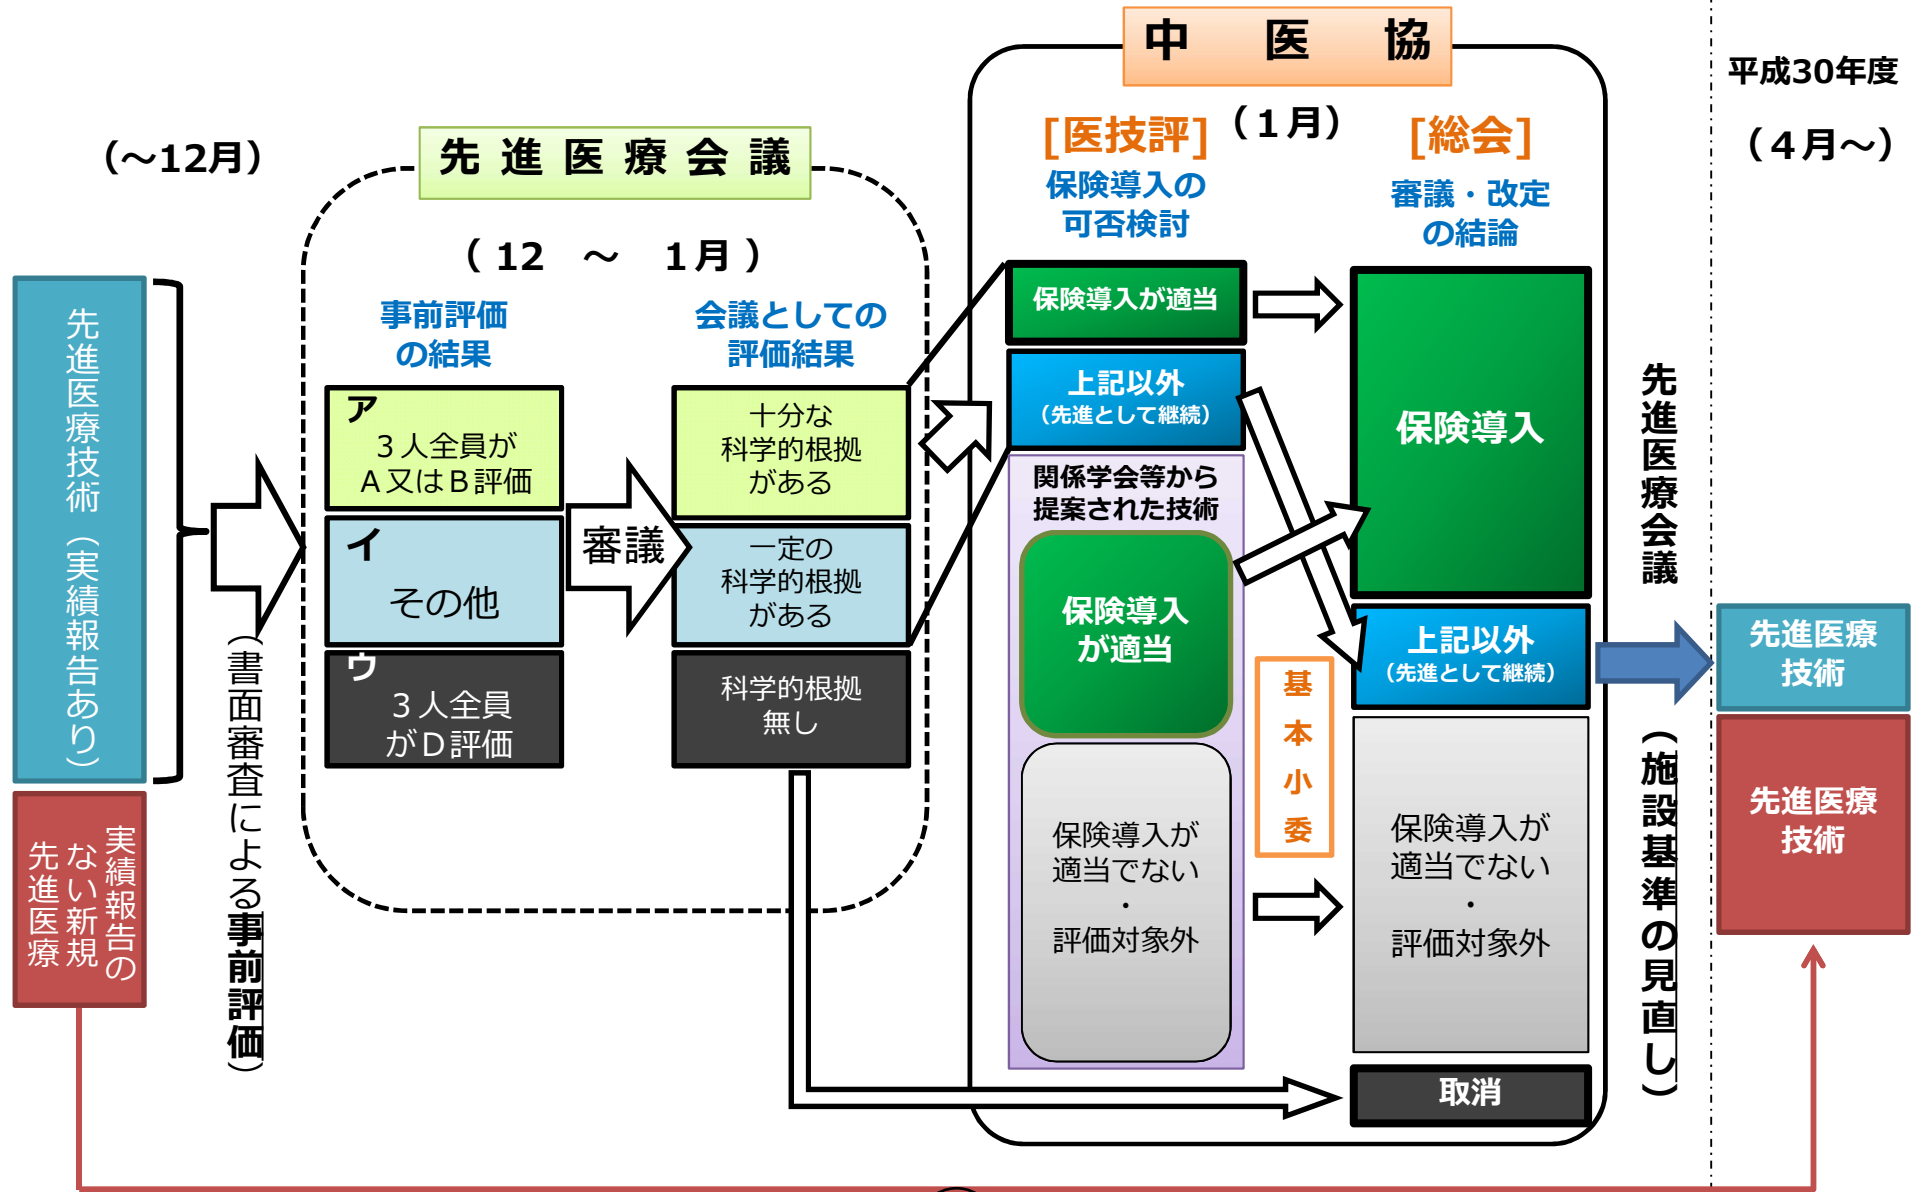 （～12月）
先進医療技術（実績報告あり）
実績報告の
ない新規
先進医療
（書面審査による事前評価）
先進医療会議
（12　～　１月）
事前評価
の結果
ア
３人全員が
Ａ又はＢ評価
イ
その他
ウ
３人全員
がＤ評価
審議
会議としての
評価結果
十分な
科学的根拠
がある
一定の
科学的根拠
がある
科学的根拠
無し
中　医　協
（１月）
[医技評]
保険導入の
可否検討
保険導入が適当
上記以外
（先進として継続）
関係学会等から
提案された技術
保険導入
が適当
保険導入が
適当でない
・
評価対象外
基本小委
[総会]
審議・改定
の結論
保険導入
上記以外
（先進として継続）
保険導入が
適当でない
・
評価対象外
取消
先進医療会議
（施設基準の見直し）
平成30年度
（４月～）
先進医療
技術
先進医療
技術